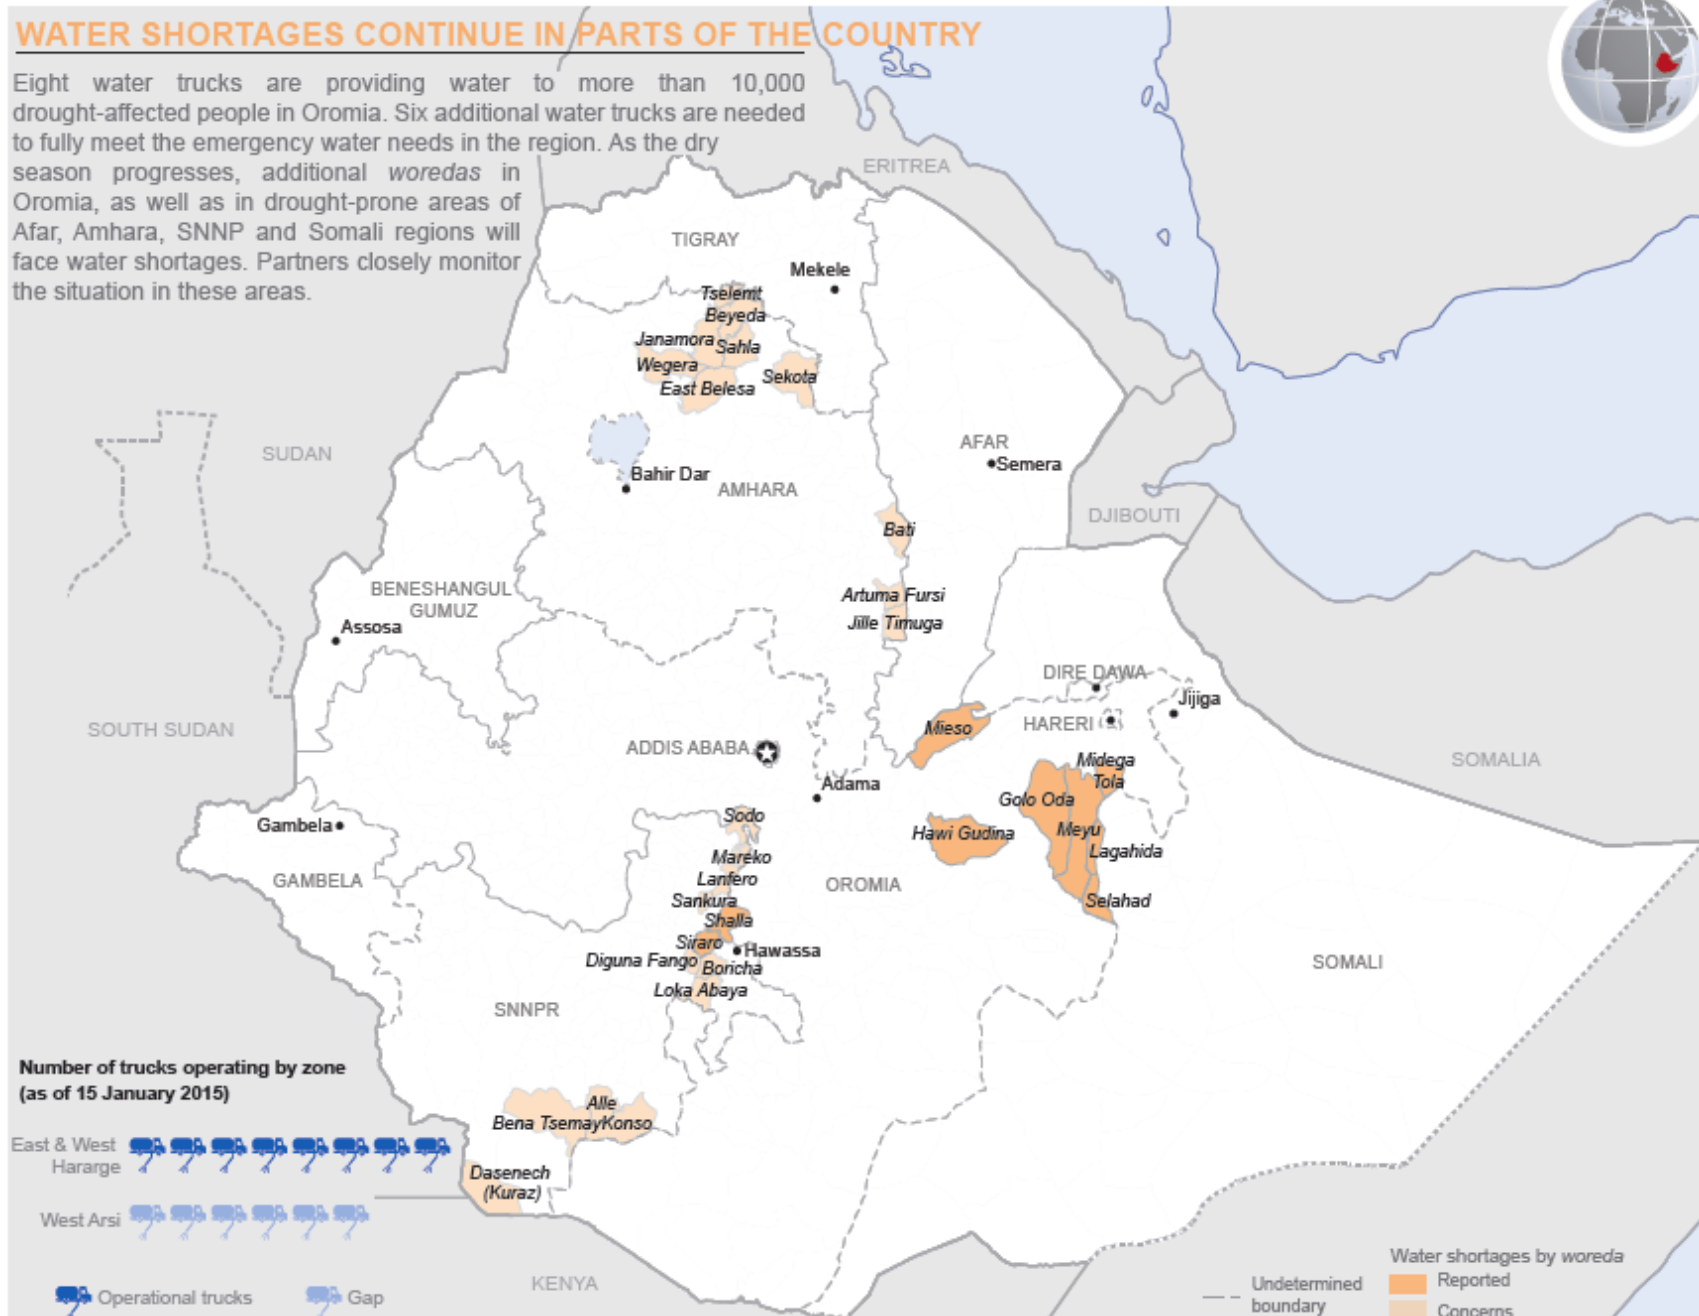 WATER SHORTAGES CONTINUE IN PARTS OF THE COUNTRY
Eight water trucks are providing water to more than 10,000
drought-affected people in Oromia. Six additional water trucks are needed
to fully meet the emergency water needs in the region. As the dry
season progresses, additional woredas in
Oromia, as well as in drought-prone areas of
Afar, Amhara, SNNP and Somali regions will
face water shortages. Partners closely monitor
the situation in these areas.
ERITREA
TIGRAY
Mekele
Tselemt
Beyeda
Janamora
Sahla
Wegera
Sekota
East Belesa
SUDAN
AFAR
Semera
Bahir Dar
AMHARA
DJIBOUTI
Bati
BENESHANGUL
GUMUZ
Artuma Fursi
Jille Timuga
Assosa
DIRE DAWA
Jijiga
SOUTH SUDAN
Mieso
HARERI
ADDIS ABABA
SOMALIA
Midega
Tola
Adama
Golo Oda
Sodo
Gambela
Hawi Gudina
Meyu
Lagahida
Mareko
Lanfero
GAMBELA
OROMIA
Sankura
Selahad
Shalla
Siraro
Hawassa
Diguna Fango
Boricha
SOMALI
Loka Abaya
SNNPR
Number of trucks operating by zone
(as of 15 January 2015)
Alle
Bena Tsemay
Konso
East & West
Hararge
Dasenech
(Kuraz)
West Arsi
KENYA
Operational trucks
Gap
Undetermined
boundary
Water shortages by woreda
Reported
Concerns